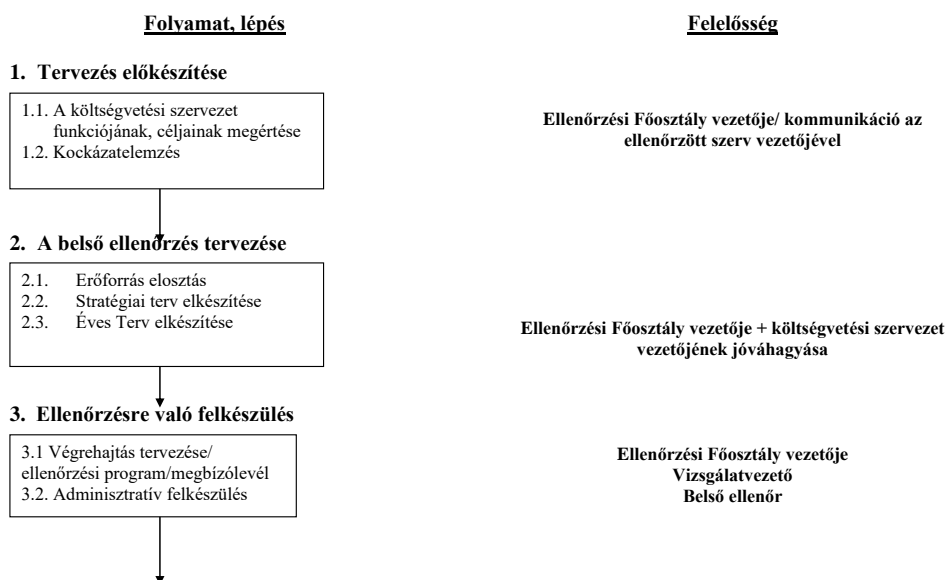 Folyamat, lépés
Felelősség
1. Tervezés előkészítése
1.1. A költségvetési szervezet
funkciójának, céljainak megértése
1.2. Kockázatelemzés
Ellenőrzési Főosztály vezetője/ kommunikáció az
ellenőrzött szerv vezetőjével
2. A belső ellenőrzés tervezése
2.1. Erőforrás elosztás
2.2. Stratégiai terv elkészítése
2.3. Éves Terv elkészítése
Ellenőrzési Főosztály vezetője + költségvetési szervezet
vezetőjének jóváhagyása
3. Ellenőrzésre való felkészülés
3.1 Végrehajtás tervezése/
ellenőrzési program/megbízólevél
3.2. Adminisztratív felkészülés
Ellenőrzési Főosztály vezetője
Vizsgálatvezető
Belső ellenőr